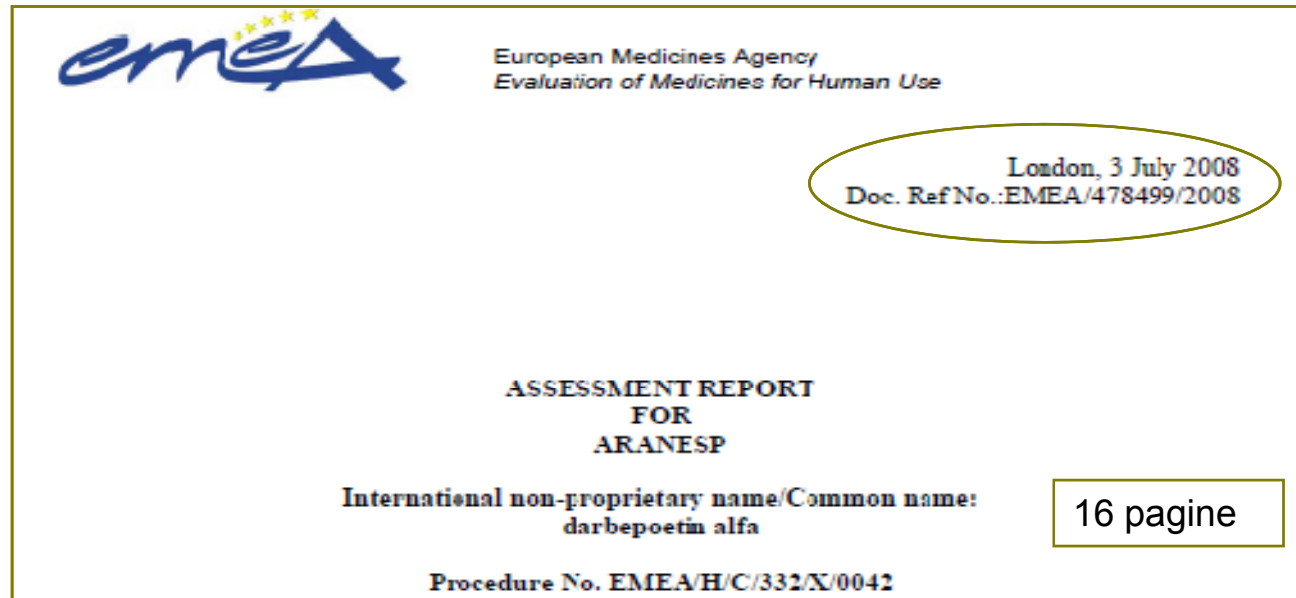 emea
European Medicines Agency
Evaluation of Medicines for Human Use
London, 3 July 2008
Doc. Ref No.:EMEA/478499/2008
ASSESSMENT REPORT
FOR
ARANESP
International non-proprietary name/Common name:
darbepoetin alfa
16 pagine
Procedure No. EMEA/H/C/332/X/0042